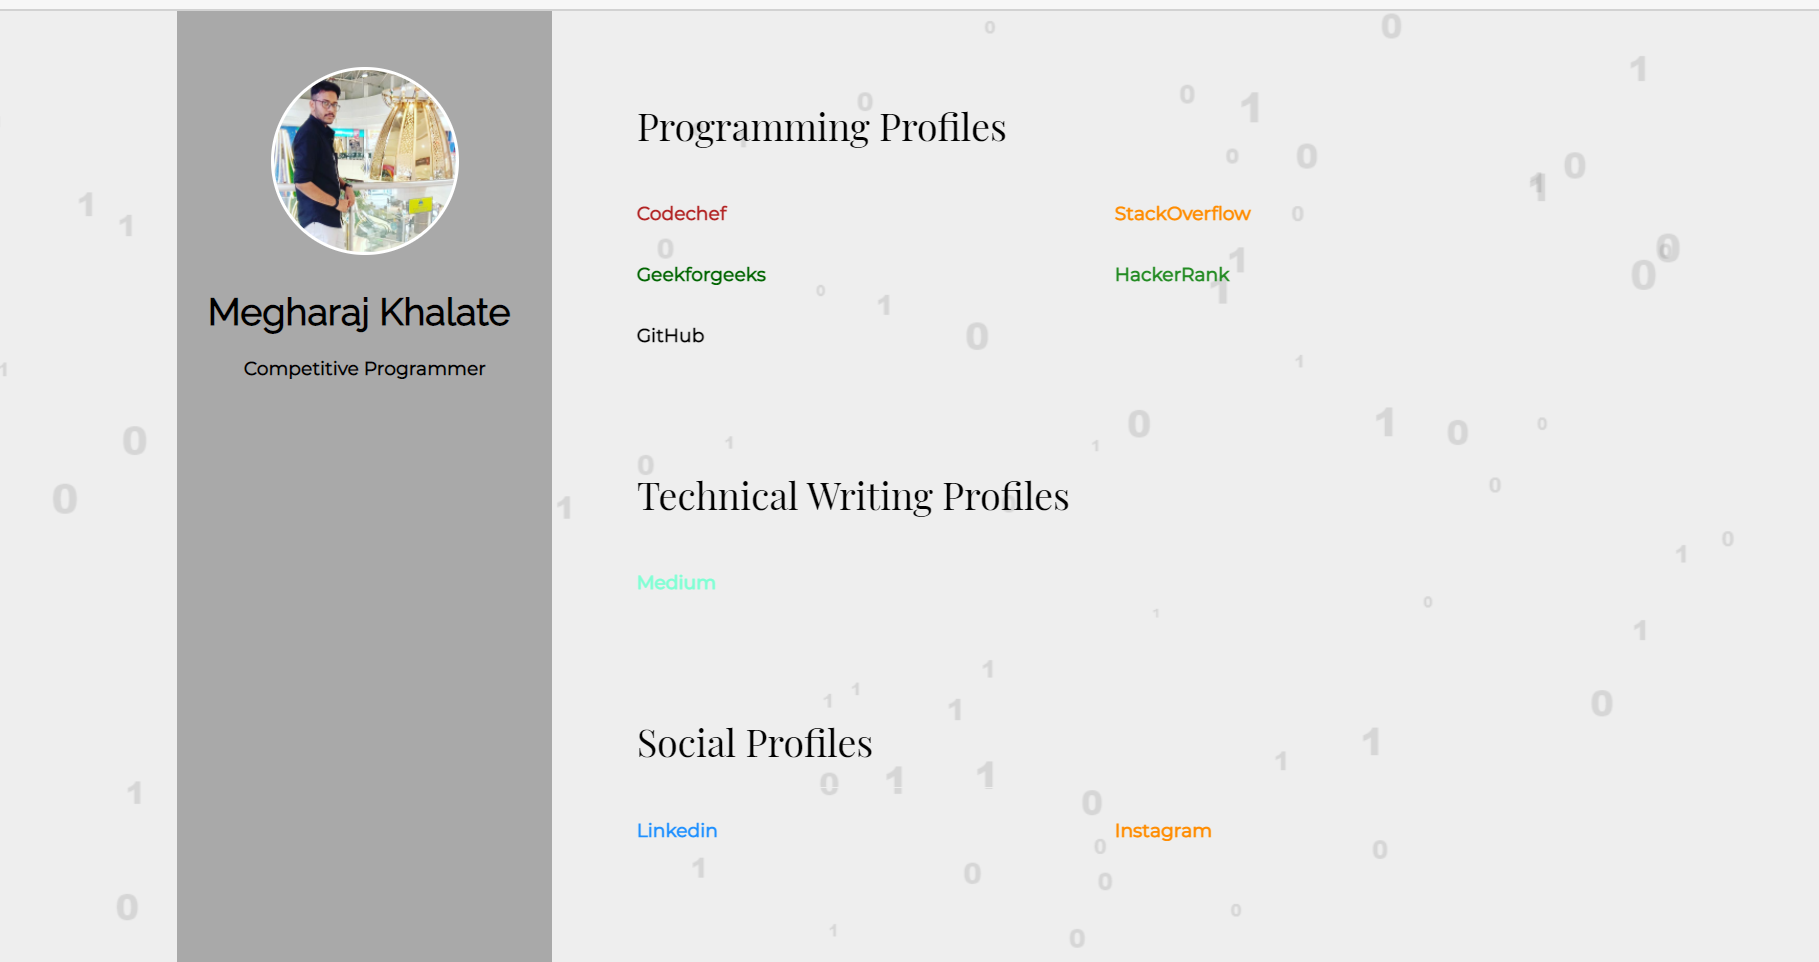 Megharaj Khalate
Competitive Programmer
Programming Profiles
Codechef
StackOverflow
Geekforgeeks
HackerRank
GitHub
Technical Writing Profiles
Medium
Social Profiles
Linkedin
Instagram